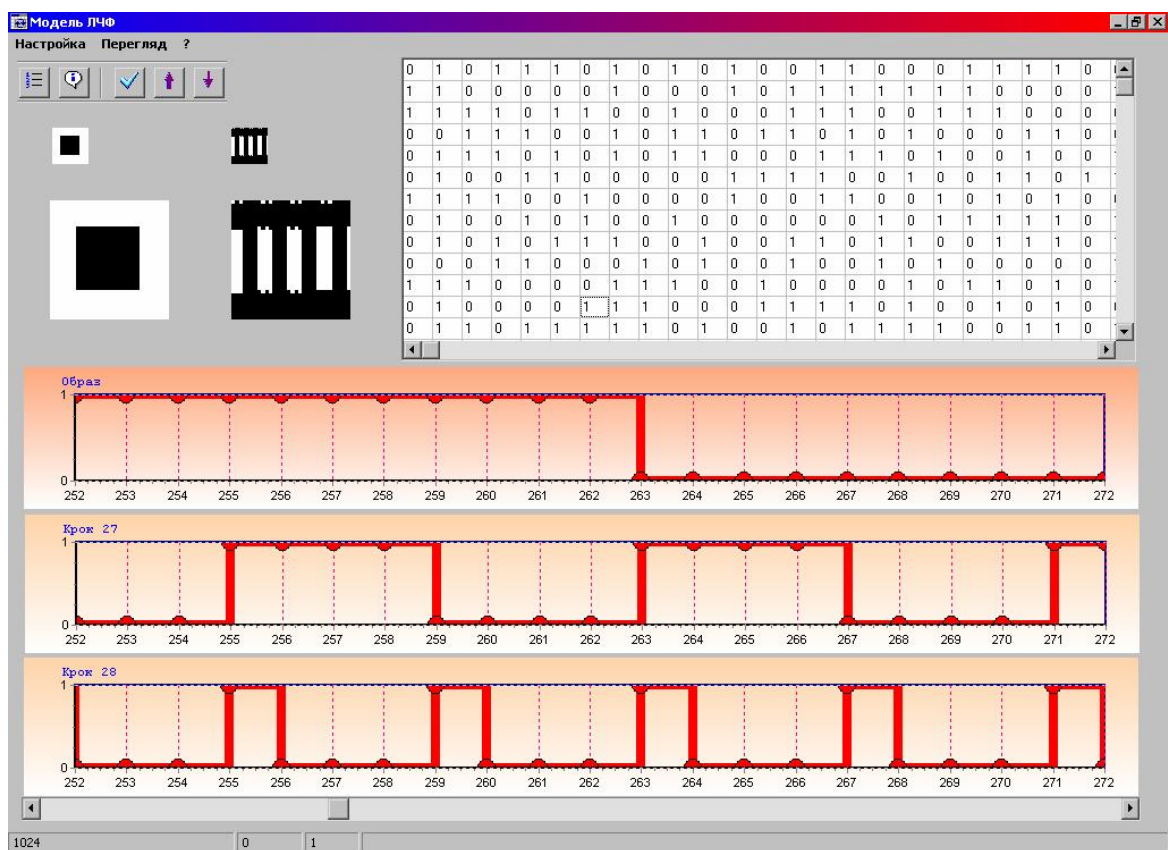 Модель ЛЧФ
Настройка Перегляд ?
0 1 0 1 1 1 0 1 0 1 0 1 0 0 1 1 0 0 0 1 1 1 1 0
1 1 0 0 0 0 0 1 0 0 0 1 0 1 1 1 1 1 1 1 0 0 0 0
1 1 1 1 0 1 1 0 0 1 0 0 0 1 1 1 0 0 1 1 1 0 0 0
0 0 1 1 1 0 0 1 0 1 1 0 1 1 0 1 0 1 0 0 0 1 1 0
0 1 1 1 0 1 0 1 0 1 1 0 0 0 1 1 1 0 1 0 0 1 0 0
0 1 0 0 1 1 0 0 0 0 0 1 1 1 1 0 0 1 0 0 1 1 0 1
1 1 1 0 1 0 1 0 0 0 0 1 0 0 1 1 0 0 1 0 0 1 0 0
0 1 0 0 1 0 1 0 0 1 0 0 0 0 0 0 1 0 1 1 1 1 1 0
0 1 0 1 0 1 1 1 0 0 1 0 0 1 1 0 1 1 0 0 1 1 1 0
0 0 0 1 1 0 0 0 1 0 1 0 0 1 0 0 1 0 0 0 0 0 0 0
1 1 1 0 0 0 0 1 1 1 0 0 1 0 0 0 0 1 0 1 1 0 1 0
0 1 0 0 0 0 1 1 1 0 0 0 1 1 1 1 0 1 0 0 1 0 1 0
0 1 0 1 1 1 1 1 0 1 0 0 1 0 1 1 1 1 0 0 0 1 1 0
Образ
1
0
252 253 254 255 256 257 258 259 260 261 262 263 264 265 266 267 268 269 270 271 272
Крок 27
1
0
252 253 254 255 256 257 258 259 260 261 262 263 264 265 266 267 268 269 270 271 272
Крок 28
1
0
252 253 254 255 256 257 258 259 260 261 262 263 264 265 266 267 268 269 270 271 272
1024 0 1